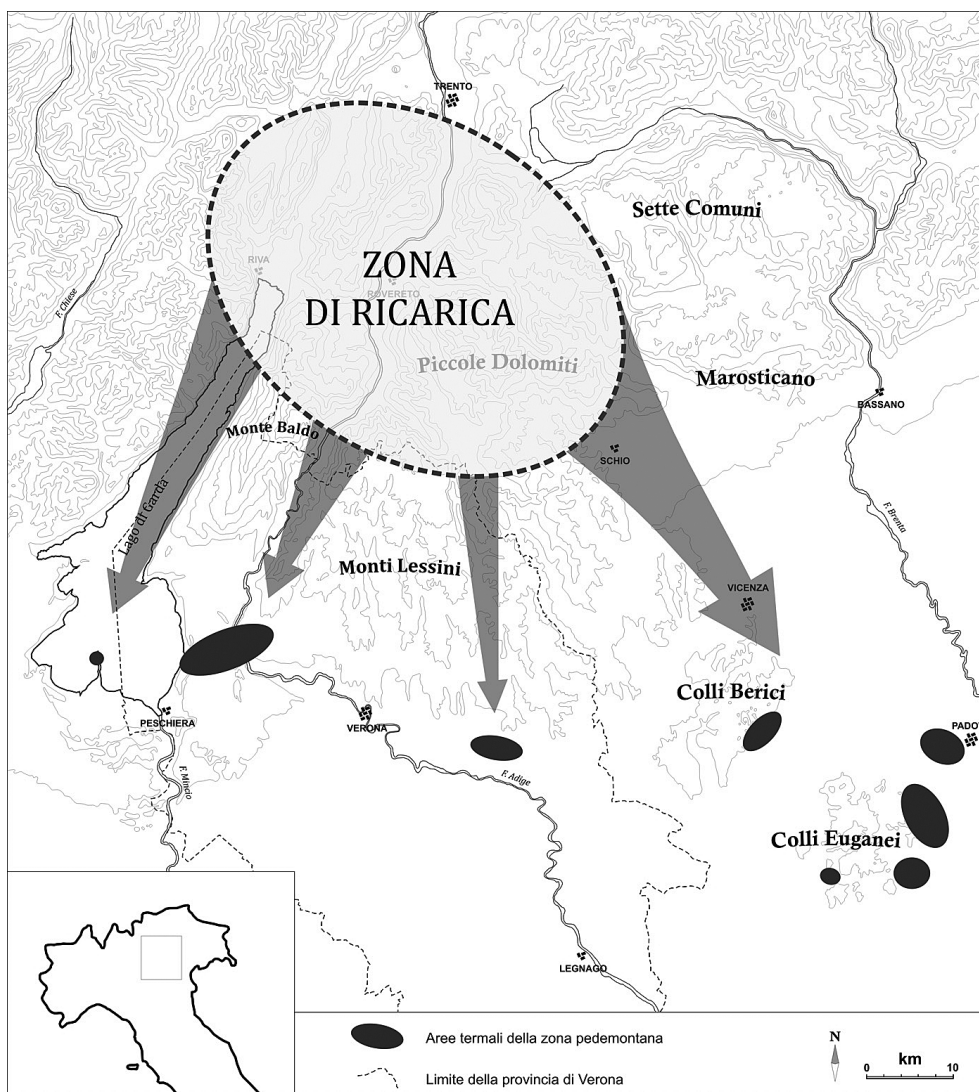 TRENTO
Sette Comuni
RIVA
ZONA
ROVERETO
DI RICARICA
F. Chiese
Piccole Dolomiti
Marosticano
BASSANO
Monte Baldo
SCHIO
Lago di Garda
F. Brenta
Monti Lessini
VICENZA
Colli Berici
PESCHIERA
VERONA
PADO
F. Mincio
F. Adige
Colli Euganei
LEGNAGO
Aree termali della zona pedemontana
N
km
0 10
Limite della provincia di Verona